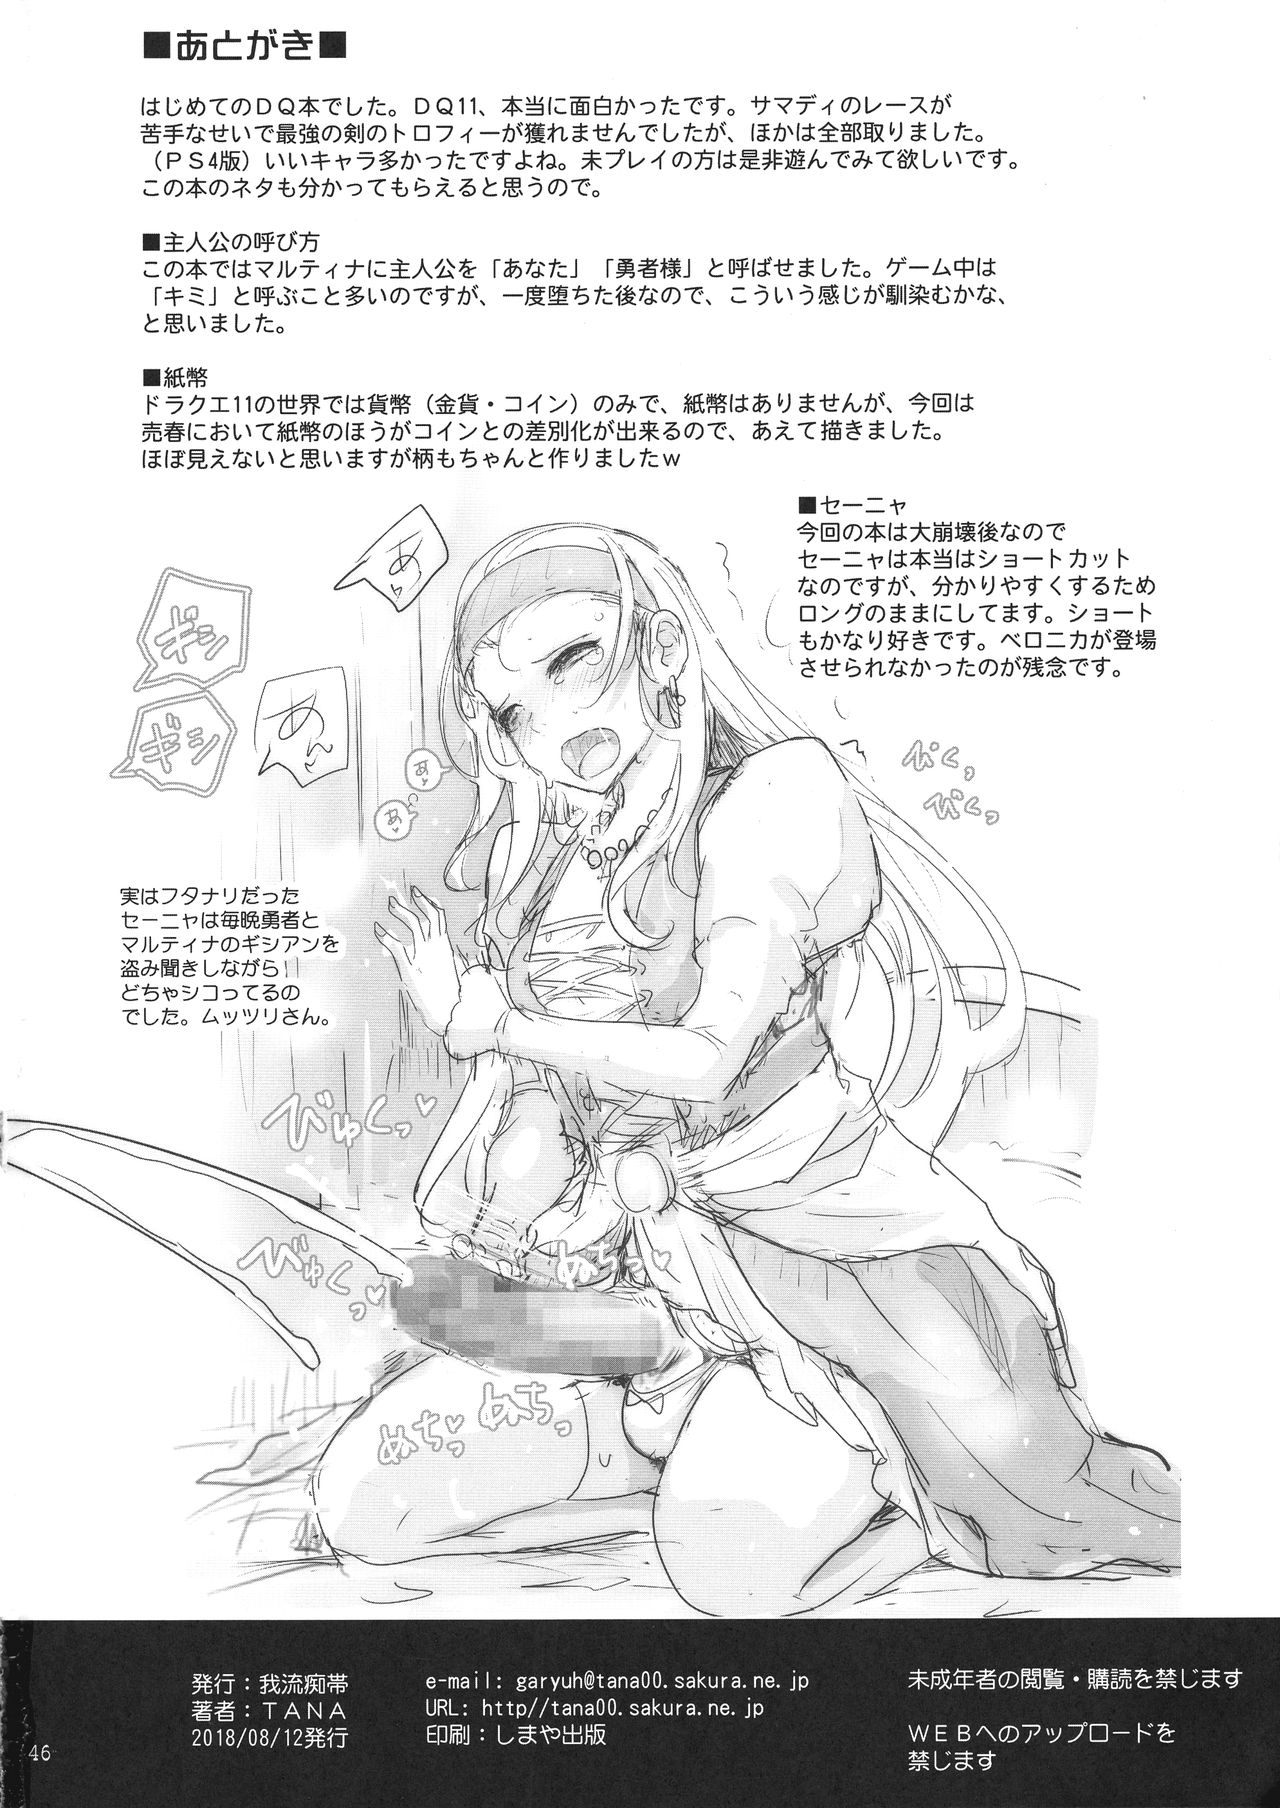 ■あとがき■
はじめてのＤＱ本でした。ＤＱ11、本当に面白かったです。サマディのレースが
苦手なせいで最強の剣のトロフィーが獲れませんでしたが、ほかは全部取りました。
（ＰＳ4版）いいキャラ多かったですよね。未プレイの方は是非遊んでみて欲しいです。
この本のネタも分かってもらえると思うので。
■主人公の呼び方
この本ではマルティナに主人公を「あなた」「勇者様」と呼ばせました。ゲーム中は
「キミ」と呼ぶこと多いのですが、一度堕ちた後なので、こういう感じが馴染むかな、
と思いました。
■紙幣
ドラクエ11の世界では貨幣（金貨・コイン）のみで、紙幣はありませんが、今回は
売春において紙幣のほうがコインとの差別化が出来るので、あえて描きました。
ほぼ見えないと思いますが柄もちゃんと作りましたｗ
■セーニャ
今回の本は大崩壊後なので
セーニャは本当はショートカット
なのですが、分かりやすくするため
ロングのままにしてます。ショート
もかなり好きです。ベロニカが登場
させられなかったのが残念です。
あッ
ギシ
ギシ
あんっ
あ♥
あ♥
びくっ
びくっ
実はフタナリだった
セーニャは毎晩勇者と
マルティナのギシアンを
盗み聞きしながら
どちゃシコってるの
でした。ムッツリさん。
びゅくっ♥
びゅくっ♥
ぬちっ♥
ぬちっ♥
ぬちっ
発行：我流痴帯
著者：ＴＡＮＡ
2018/08/12発行
e-mail: garyuh@tana00.sakura.ne.jp
URL: http//tana00.sakura.ne.jp
印刷：しまや出版
未成年者の閲覧・購読を禁じます
ＷＥＢへのアップロードを
禁じます
46